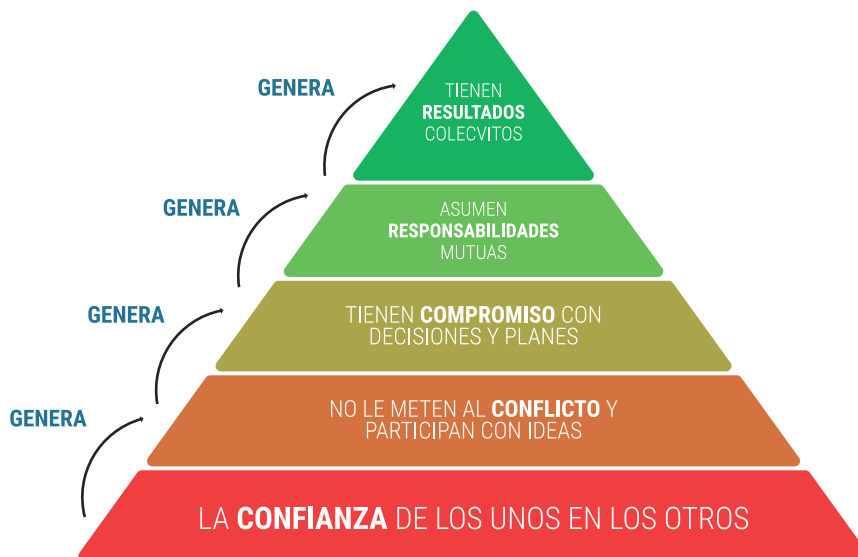 GENERA
TIENEN
RESULTADOS
COLECVITOS
GENERA
ASUMEN
RESPONSABILIDADES
MUTUAS
GENERA
TIENEN COMPROMISO CON
DECISIONES Y PLANES
GENERA
NO LE METEN AL CONFLICTO Y
PARTICIPAN CON IDEAS
LA CONFIANZA DE LOS UNOS EN LOS OTROS